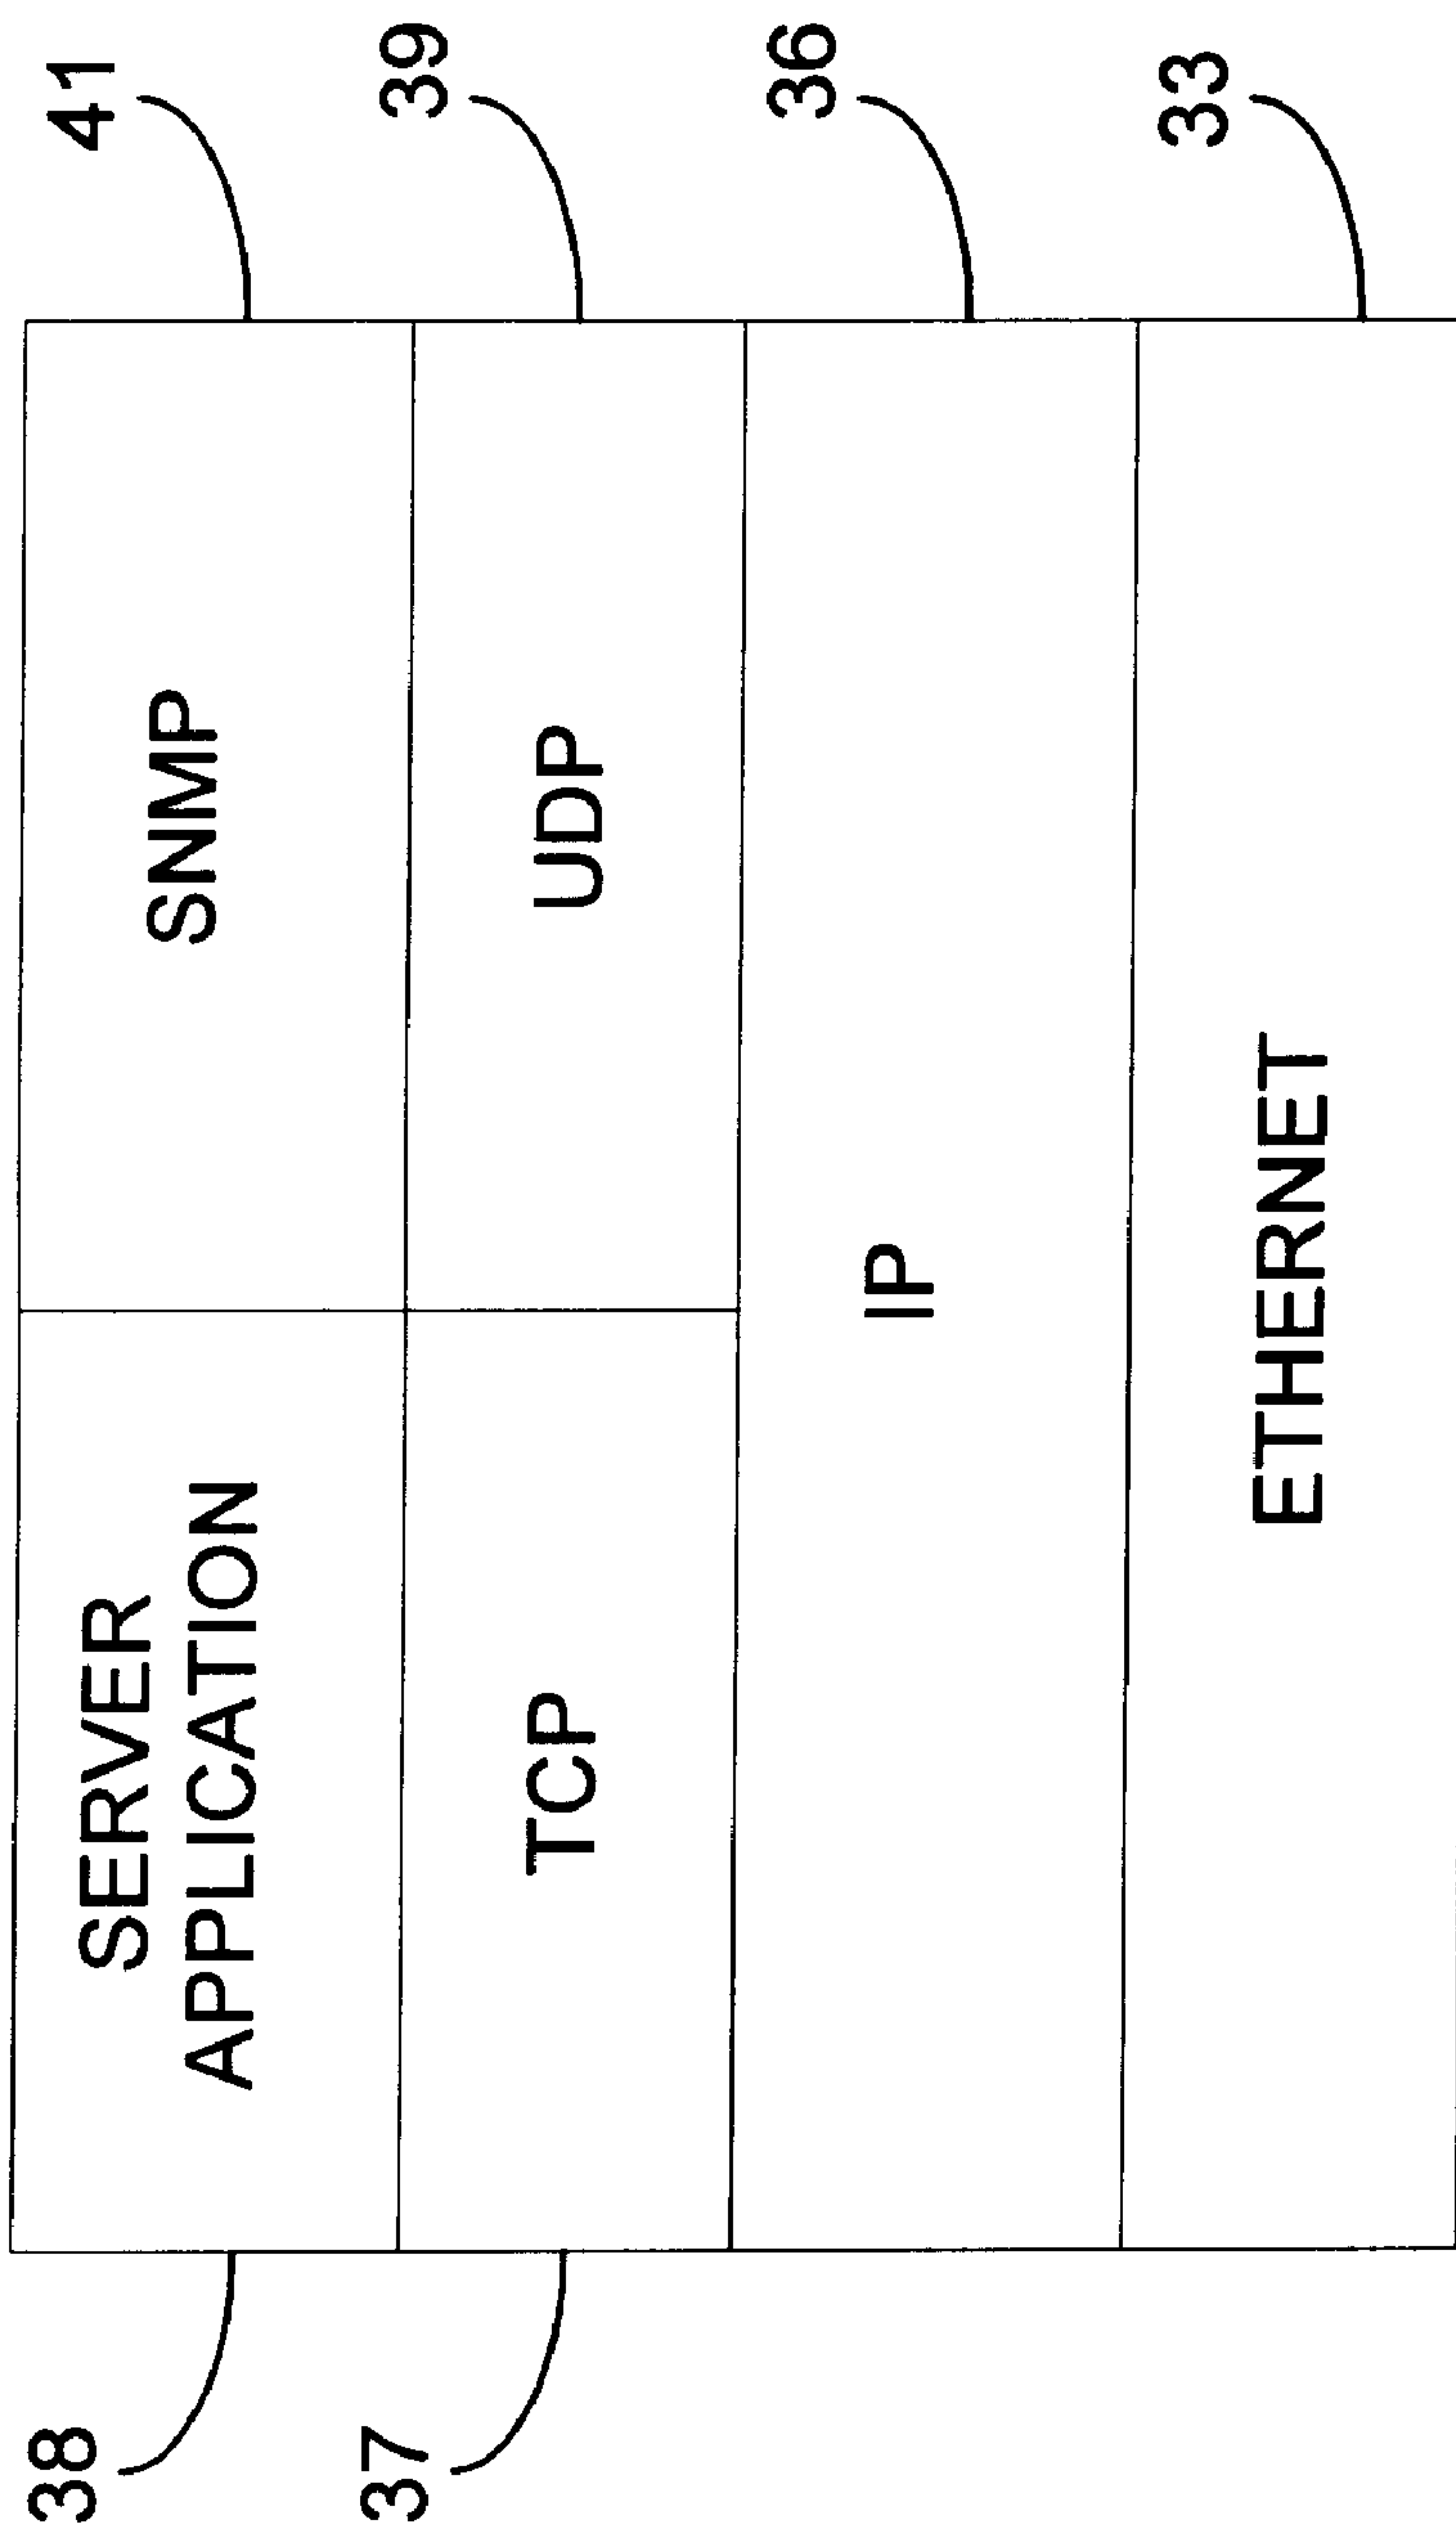 38
SERVER
APPLICATION
SNMP
41
37
TCP
UDP
39
IP
36
ETHERNET
33